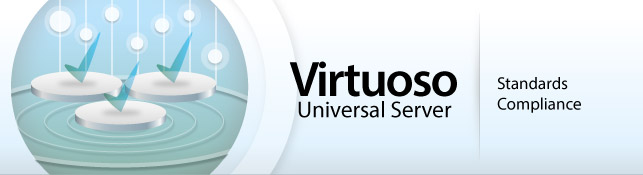 Virtuoso
Universal Server
Standards
Compliance